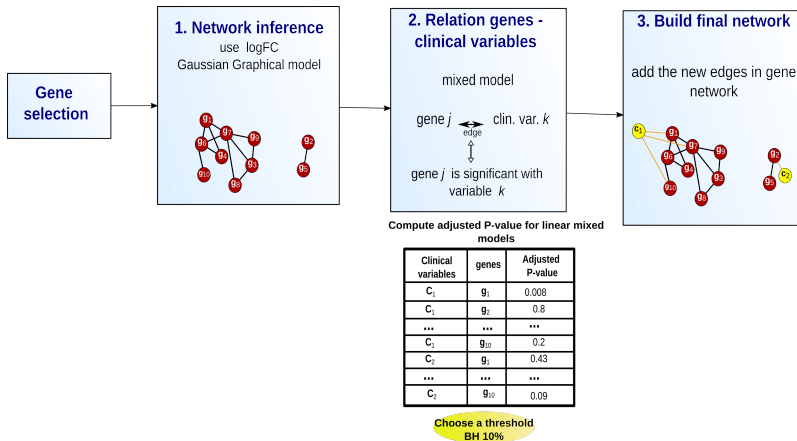 Gene
selection
1. Network inference
use logFC
Gaussian Graphical model
g1
g7
g9
g6
g4
g3
g10
g8
g2
g5
2. Relation genes -
clinical variables
mixed model
gene j
clin. var. k
edge
gene j is significant with
variable k
3. Build final network
add the new edges in gene
network
c1
g1
g7
g9
g6
g4
g3
g10
g8
g2
g5
c2
Compute adjusted P-value for linear mixed
models
Clinical
variables
genes
Adjusted
P-value
C1 g1 0.008
C1 g2 0.8
... ... ...
C1 g10 0.2
C2 g1 0.43
... ... ...
C2 g10 0.09
Choose a threshold
BH 10%